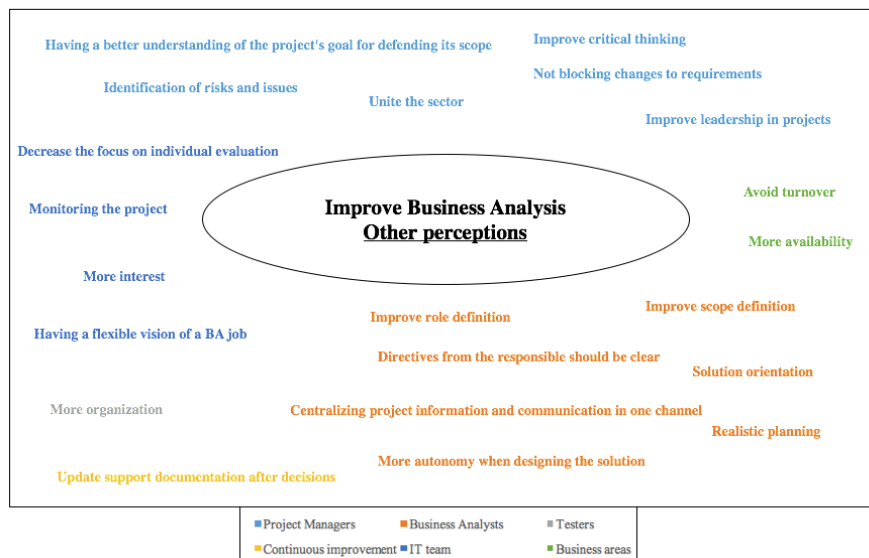 Having a better understanding of the project's goal for defending its scope
Improve critical thinking
Not blocking changes to requirements
Identification of risks and issues
Unite the sector
Improve leadership in projects
Decrease the focus on individual evaluation
Monitoring the project
Avoid turnover
Improve Business Analysis
Other perceptions
More availability
More interest
Improve scope definition
Improve role definition
Having a flexible vision of a BA job
Directives from the responsible should be clear
Solution orientation
More organization
Centralizing project information and communication in one channel
Realistic planning
More autonomy when designing the solution
Update support documentation after decisions
Project Managers
Business Analysts
Testers
Continuous improvement
IT team
Business areas